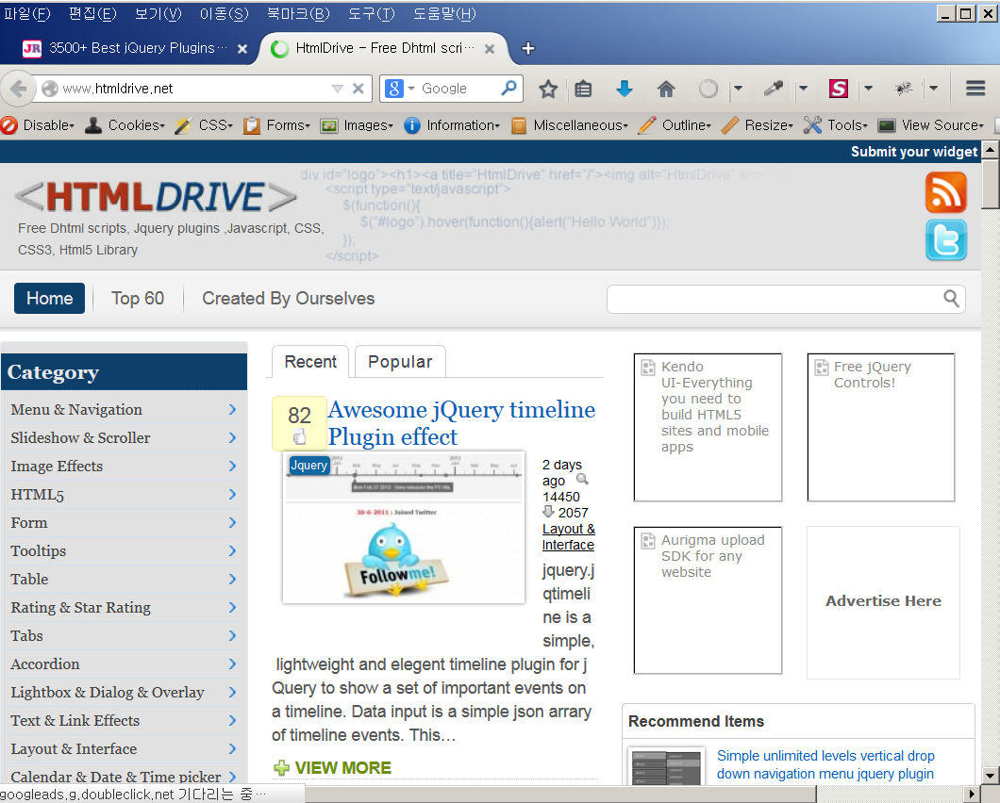 파일(F) 편집(E) 보기(V) 이동(S) 북마크(B) 도구(T) 도움말(H)
JR 3500+ Best jQuery Plugins ··· HtmlDrive - Free Dhtml scri···
www.htmldrive.net Google
Disable Cookies CSS Forms Images Information Miscellaneous Outline Resize Tools View Source
Submit your widget
<HTMLDRIVE>
Free Dhtml scripts, Jquery plugins ,Javascript, CSS,
CSS3, Html5 Library
div id="logo"><h1><a title="HtmlDrive" href="/"><img alt="HtmlDrive"
<script type="text/javascript">
$(function(){
$("#logo").hover(function(){alert("Hello World")});
});
</script>
Home Top 60 Created By Ourselves
Category
Menu & Navigation
Slideshow & Scroller
Image Effects
HTML5
Form
Tooltips
Table
Rating & Star Rating
Tabs
Accordion
Lightbox & Dialog & Overlay
Text & Link Effects
Layout & Interface
Calendar & Date & Time picker
Recent Popular
82
Awesome jQuery timeline
Plugin effect
Jquery
30-6-2011 : Joined Twitter
Followme!
2 days
ago
14450
2057
Layout &
Interface
jquery.j
qtimeli
ne is a
simple,
lightweight and elegent timeline plugin for j
Query to show a set of important events on
a timeline. Data input is a simple json arrary
of timeline events. This...
VIEW MORE
Kendo
UI-Everything
you need to
build HTML5
sites and mobile
apps
Free jQuery
Controls!
Aurigma upload
SDK for any
website
Advertise Here
Recommend Items
Simple unlimited levels vertical drop
down navigation menu jquery plugin
googleads.g.doubleclick.net 기다리는 중···